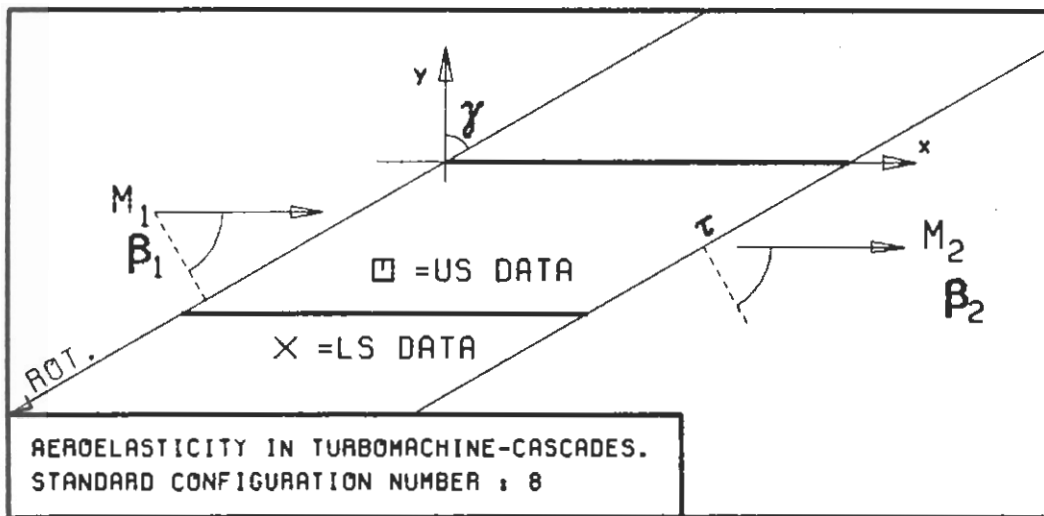 y
γ
x
M₁
β₁
τ
M₂
β₂
=US DATA
=LS DATA
ROT.
AEROELASTICITY IN TURBOMACHINE-CASCADES.
STANDARD CONFIGURATION NUMBER : 8